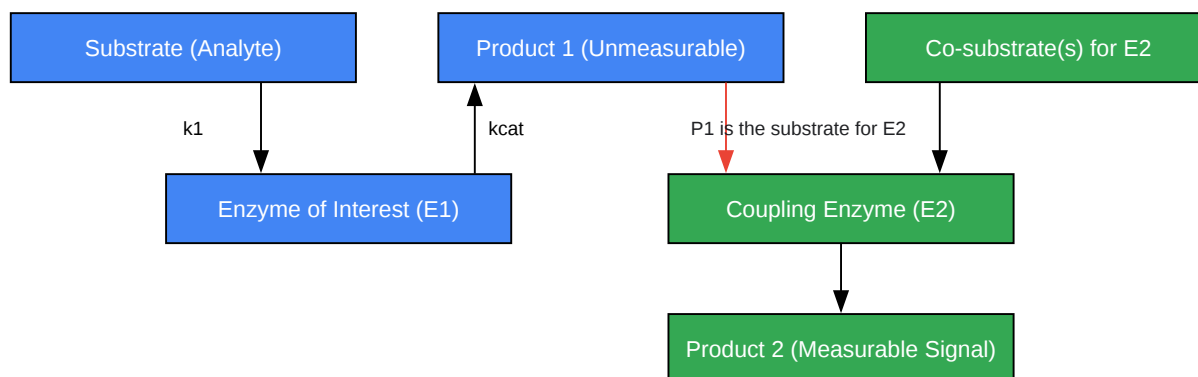 Substrate (Analyte)
Product 1 (Unmeasurable)
Co-substrate(s) for E2
k1
kcat
P1 is the substrate for E2
Enzyme of Interest (E1)
Coupling Enzyme (E2)
Product 2 (Measurable Signal)